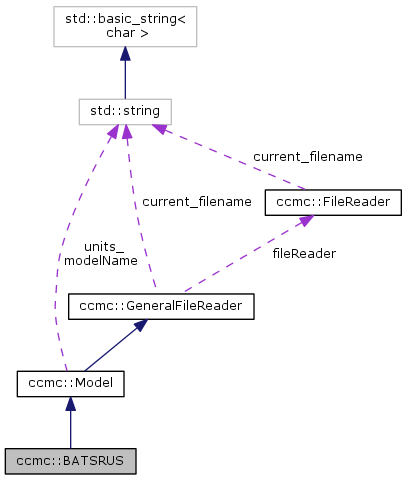 std::basic_string<
char >
std::string
current_filename
ccmc::FileReader
current_filename
units_
modelName
fileReader
ccmc::GeneralFileReader
ccmc::Model
ccmc::BATSRUS